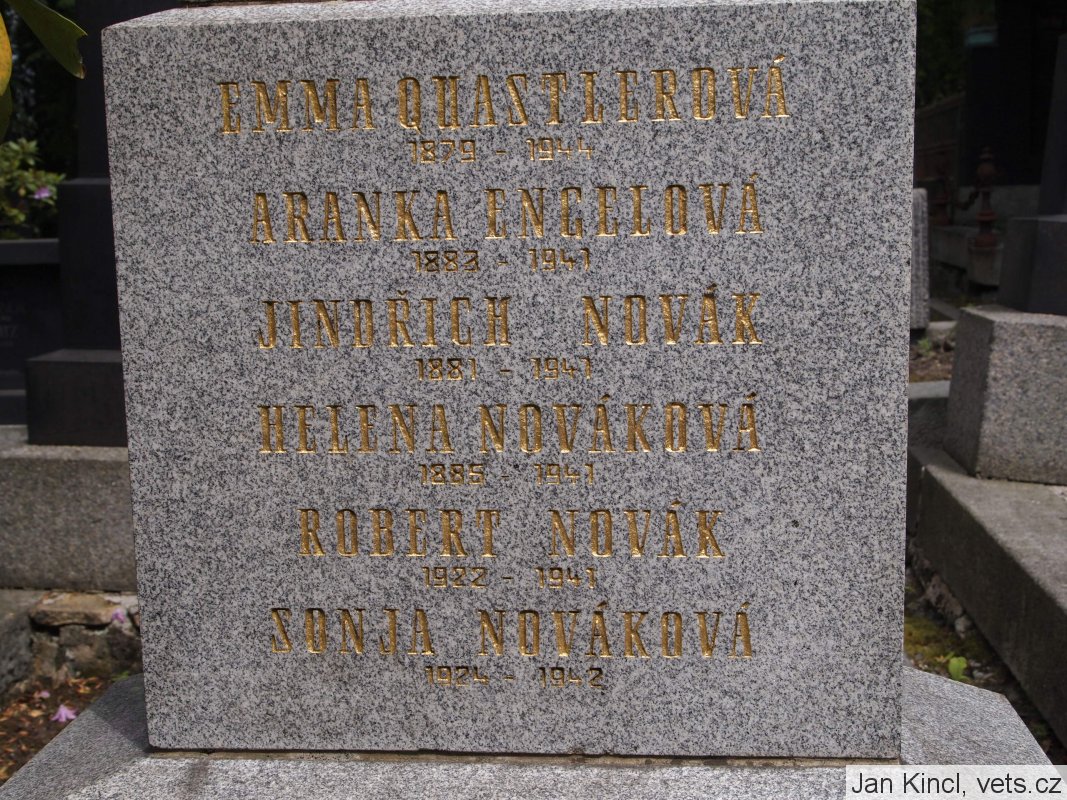 EMMA QUASTLEROVÁ
1879 - 1944
ARANKA ENGELOVÁ
1883 - 1941
JINDŘICH NOVÁK
1881 - 1941
HELENA NOVÁKOVÁ
1885 - 1941
ROBERT NOVÁK
1922 - 1941
SONJA NOVÁKOVÁ
1924 - 1942
Jan Kincl, vets.cz